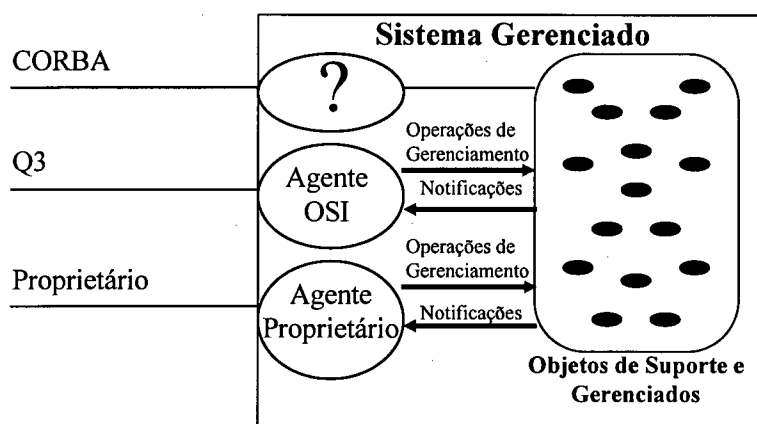 Sistema Gerenciado
CORBA
?
Operações de
Gerenciamento
Q3
Agente
OSI
Notificações
Operações de
Gerenciamento
Proprietário
Agente
Proprietário
Notificações
Objetos de Suporte e
Gerenciados